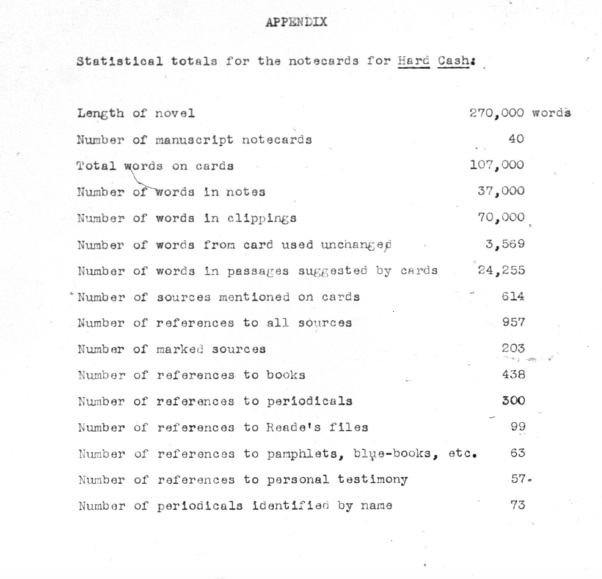 APPENDIX
Statistical totals for the notecards for Hard Cash:
Length of novel 270,000 words
Number of manuscript notecards 40
Total words on cards 107,000
Number of words in notes 37,000
Number of words in clippings 70,000
Number of words from card used unchanged 3,569
Number of words in passages suggested by cards 24,255
Number of sources mentioned on cards 614
Number of references to all sources 957
Number of marked sources 203
Number of references to books 438
Number of references to periodicals 300
Number of references to Reade's files 99
Number of references to pamphlets, blue-books, etc. 63
Number of references to personal testimony 57
Number of periodicals identified by name 73